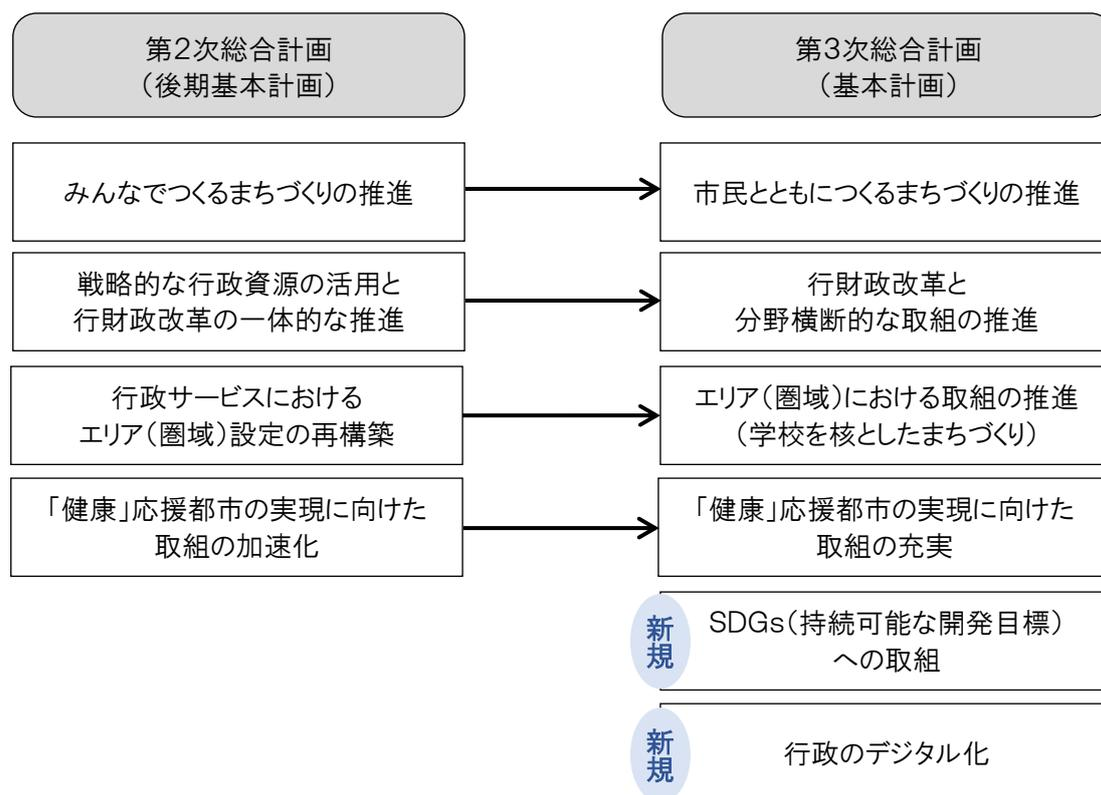 第2次総合計画
（後期基本計画）
第3次総合計画
（基本計画）
みんなでつくるまちづくりの推進
市民とともにつくるまちづくりの推進
戦略的な行政資源の活用と
行財政改革の一体的な推進
行財政改革と
分野横断的な取組の推進
行政サービスにおける
エリア（圏域）設定の再構築
エリア（圏域）における取組の推進
（学校を核としたまちづくり）
「健康」応援都市の実現に向けた
取組の加速化
「健康」応援都市の実現に向けた
取組の充実
新規
SDGs（持続可能な開発目標）
への取組
新規
行政のデジタル化